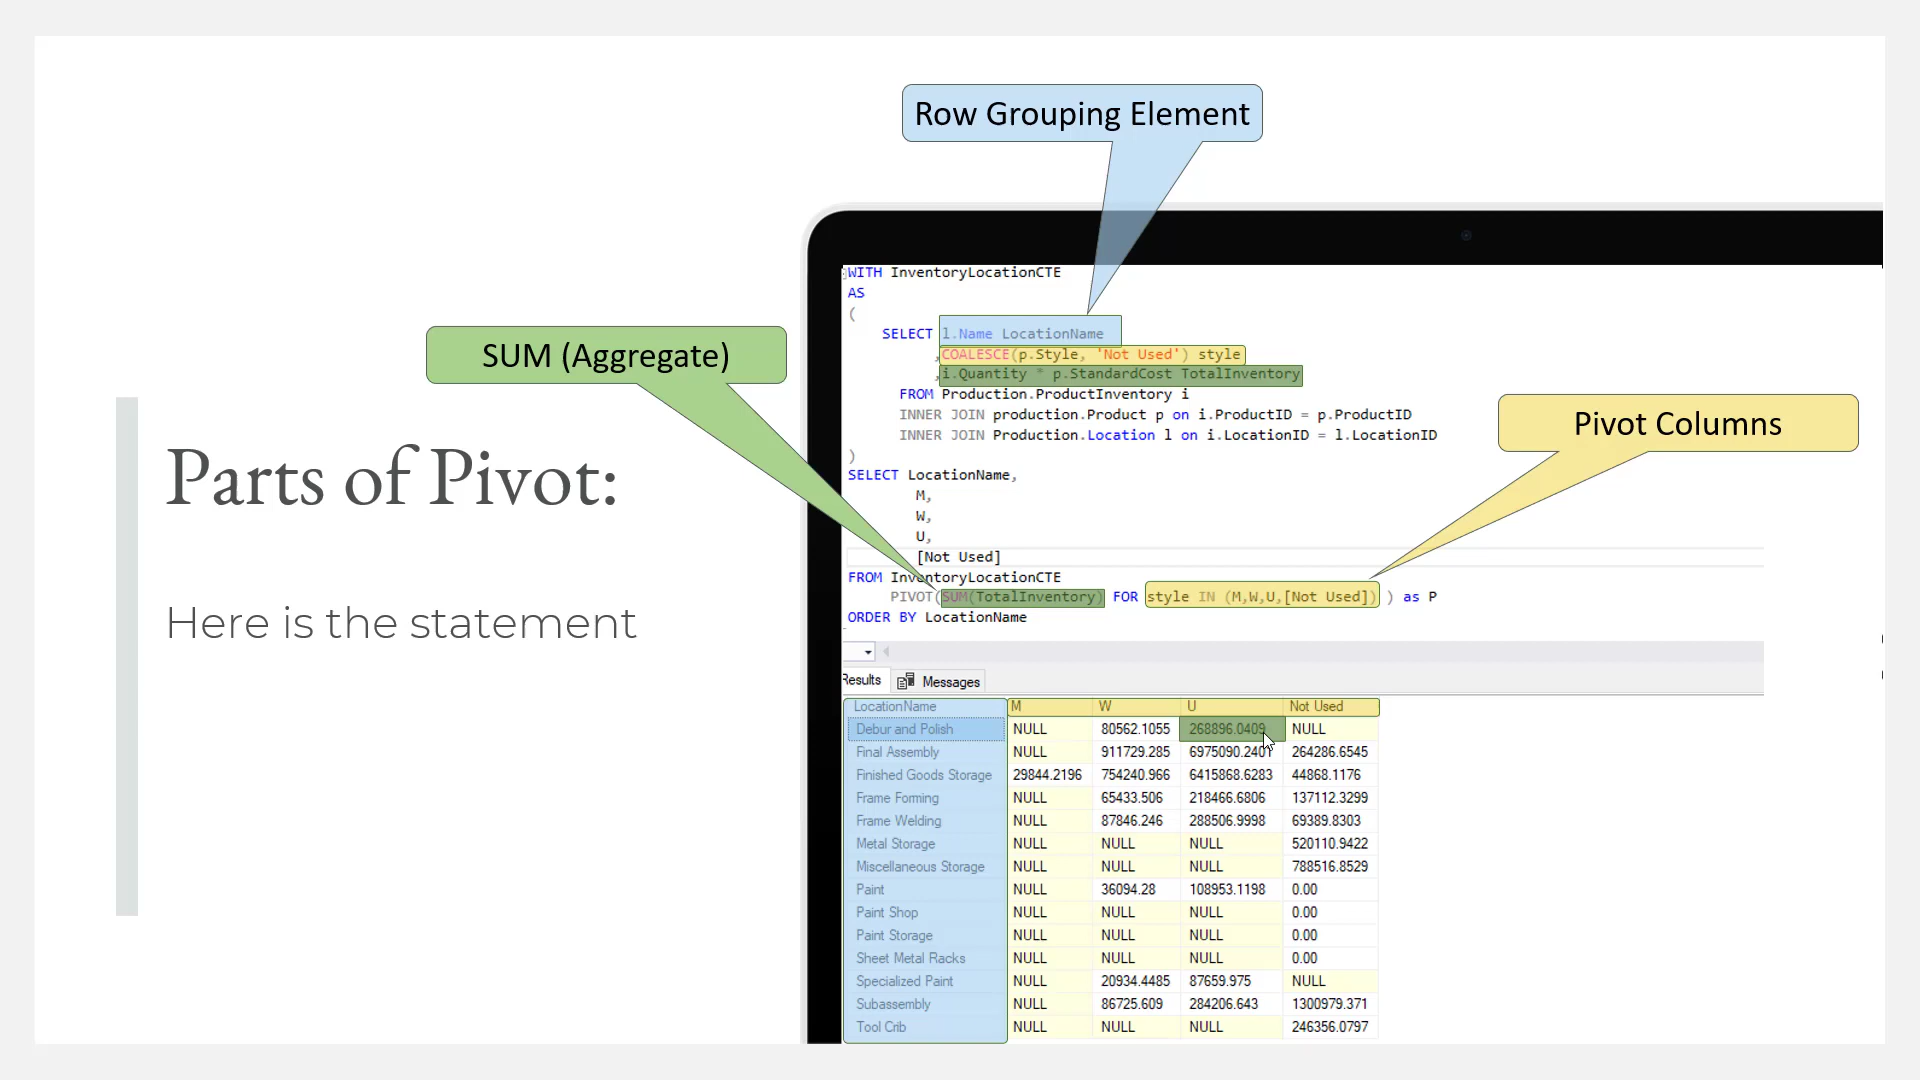 Row Grouping Element
SUM (Aggregate)
Pivot Columns
Parts of Pivot:
Here is the statement
WITH InventoryLocationCTE
AS
(
SELECT l.Name LocationName
,COALESCE(p.Style, 'Not Used') style
,i.Quantity * p.StandardCost TotalInventory
FROM Production.ProductInventory i
INNER JOIN production.Product p on i.ProductID = p.ProductID
INNER JOIN Production.Location l on i.LocationID = l.LocationID
)
SELECT LocationName,
M,
W,
U,
[Not Used]
FROM InventoryLocationCTE
PIVOT(SUM(TotalInventory) FOR style IN (M,W,U,[Not Used]) ) as P
ORDER BY LocationName
Results Messages
LocationName M W U Not Used
Debur and Polish NULL 80562.1055 268896.0409 NULL
Final Assembly NULL 911729.285 6975090.2401 264286.6545
Finished Goods Storage 29844.2196 754240.966 6415868.6283 44868.1176
Frame Forming NULL 65433.506 218466.6806 137112.3299
Frame Welding NULL 87846.246 288506.9998 69389.8303
Metal Storage NULL NULL NULL 520110.9422
Miscellaneous Storage NULL NULL NULL 788516.8529
Paint NULL 36094.28 108953.1198 0.00
Paint Shop NULL NULL NULL 0.00
Paint Storage NULL NULL NULL 0.00
Sheet Metal Racks NULL NULL NULL 0.00
Specialized Paint NULL 20934.4485 87659.975 NULL
Subassembly NULL 86725.609 284206.643 1300979.371
Tool Crib NULL NULL NULL 246356.0797